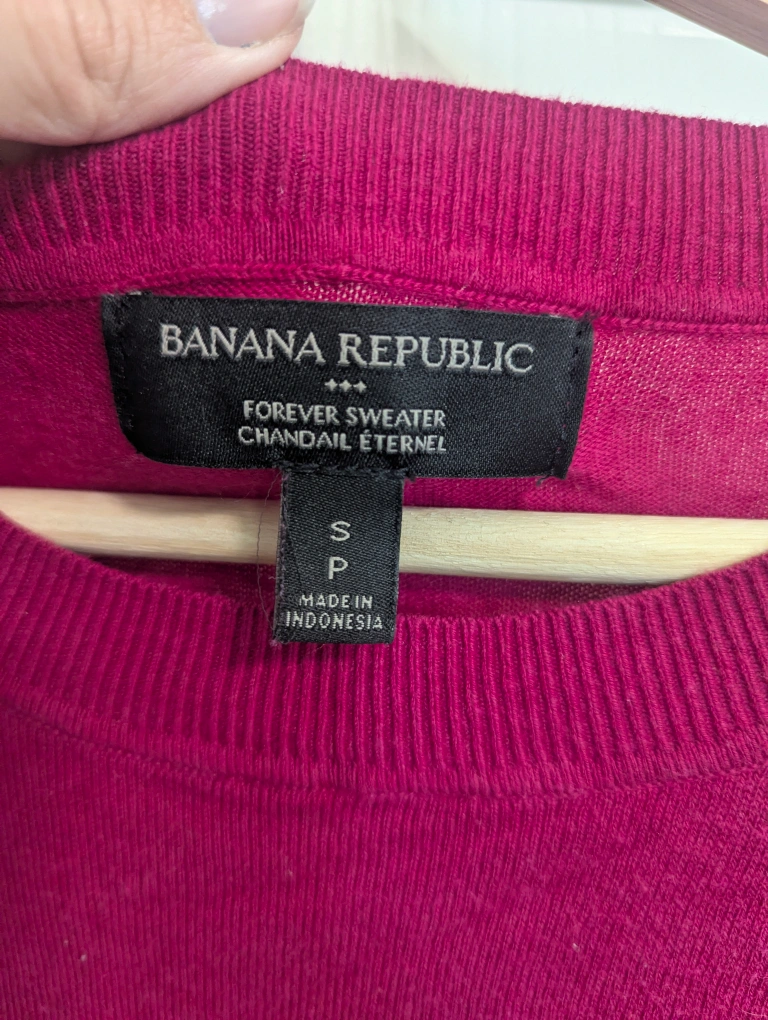 BANANA REPUBLIC
FOREVER SWEATER
CHANDAIL ÉTERNEL
S
P
MADE IN
INDONESIA